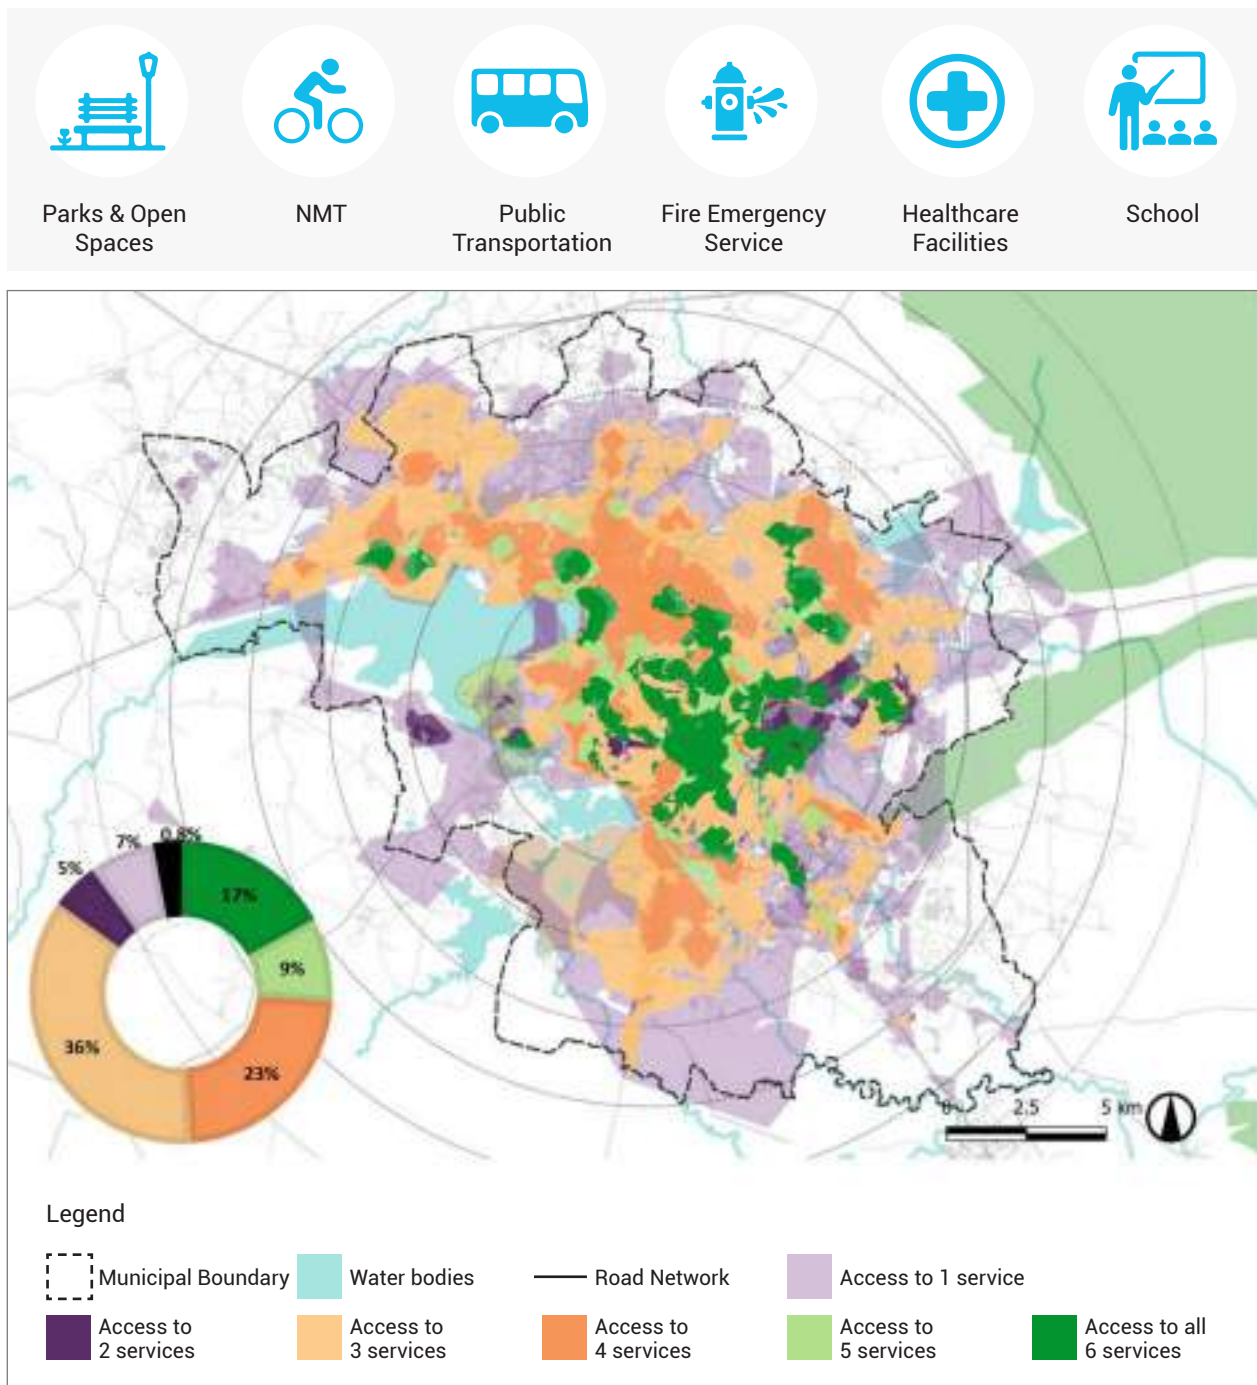 Parks & Open
Spaces
NMT
Public
Transportation
Fire Emergency
Service
Healthcare
Facilities
School
7%
0.8%
5%
17%
9%
36%
23%
0
2.5
5 km
Legend
Municipal Boundary
Water bodies
Road Network
Access to 1 service
Access to
2 services
Access to
3 services
Access to
4 services
Access to
5 services
Access to all
6 services